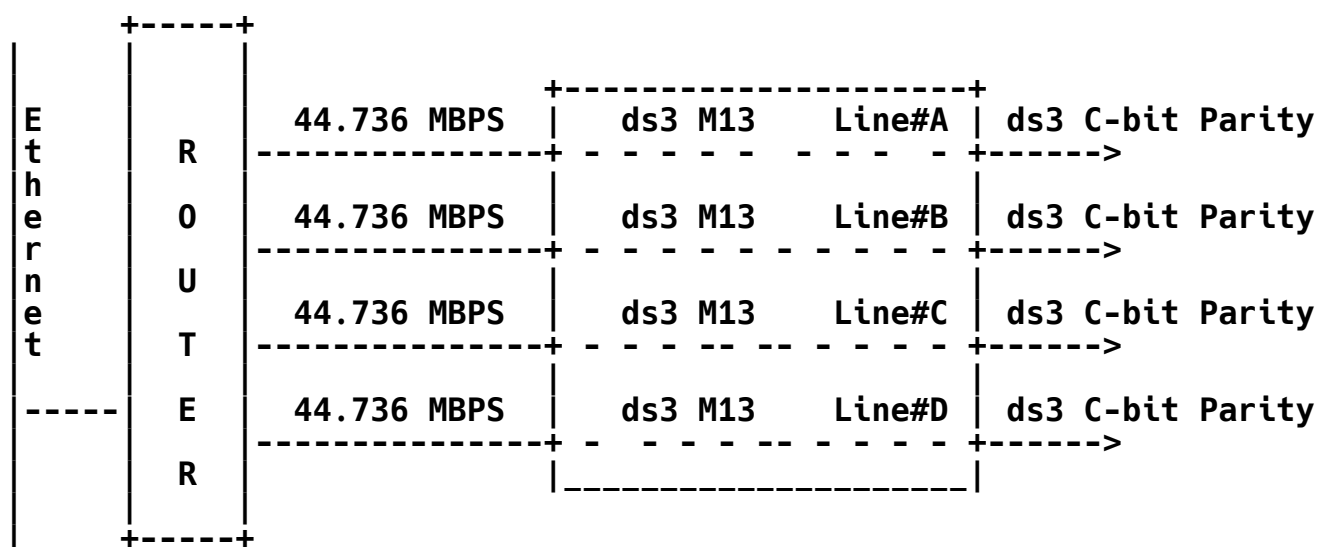 Ethernet
ROUTER
44.736 MBPS ds3 M13 Line#A ds3 C-bit Parity
44.736 MBPS ds3 M13 Line#B ds3 C-bit Parity
44.736 MBPS ds3 M13 Line#C ds3 C-bit Parity
44.736 MBPS ds3 M13 Line#D ds3 C-bit Parity